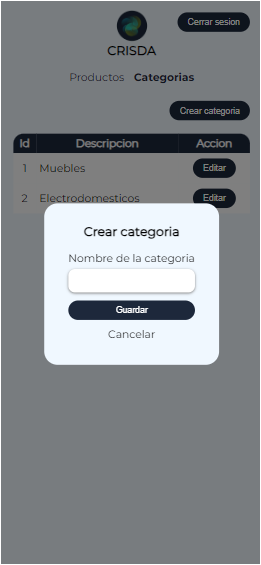 Cerrar sesion
CRISDA
Productos Categorias
Crear categoria
Id Descripcion Accion
1 Muebles Editar
2 Electrodomesticos Editar
Crear categoria
Nombre de la categoria
Guardar
Cancelar